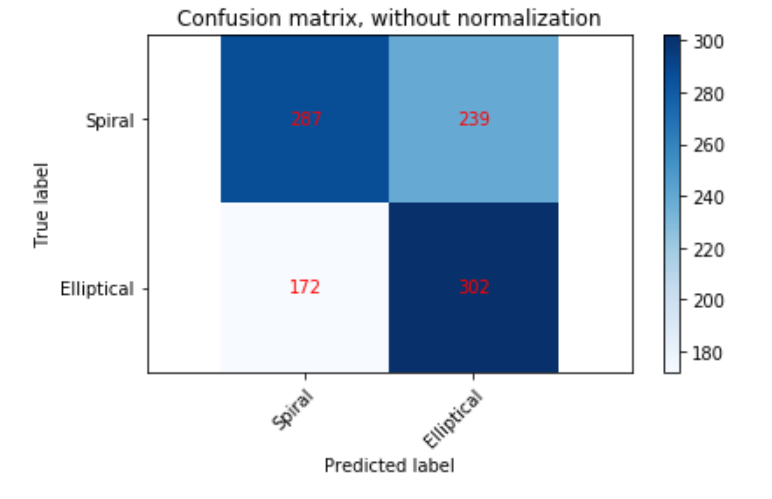 Confusion matrix, without normalization
Spiral
287
239
Elliptical
172
302
True label
Spiral
Elliptical
Predicted label
300
280
260
240
220
200
180